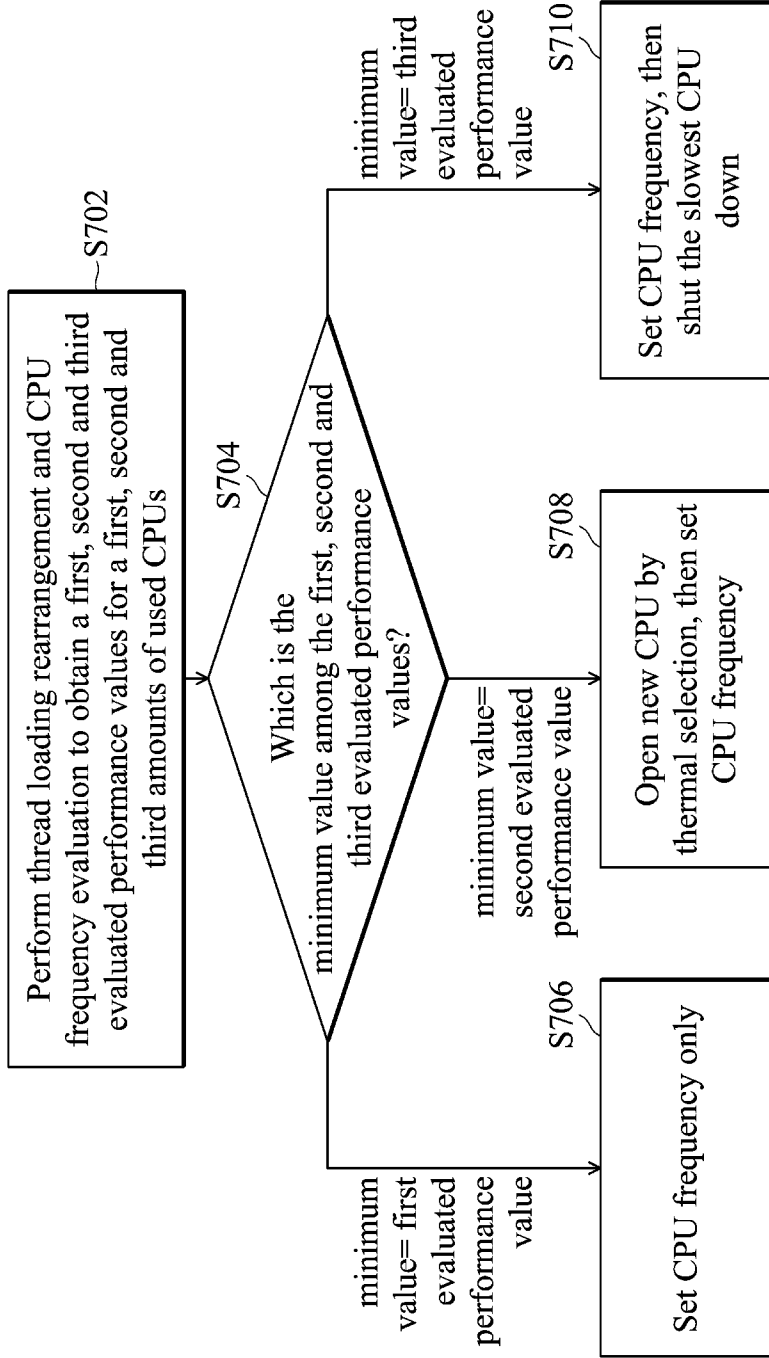 Perform thread loading rearrangement and CPU
frequency evaluation to obtain a first, second and third
evaluated performance values for a first, second and
third amounts of used CPUs
S702
S704
Which is the
minimum value among the first, second and
third evaluated performance
values?
minimum
value= first
evaluated
performance
value
minimum value=
second evaluated
performance value
minimum
value= third
evaluated
performance
value
S706
Set CPU frequency only
S708
Open new CPU by
thermal selection, then set
CPU frequency
S710
Set CPU frequency, then
shut the slowest CPU
down